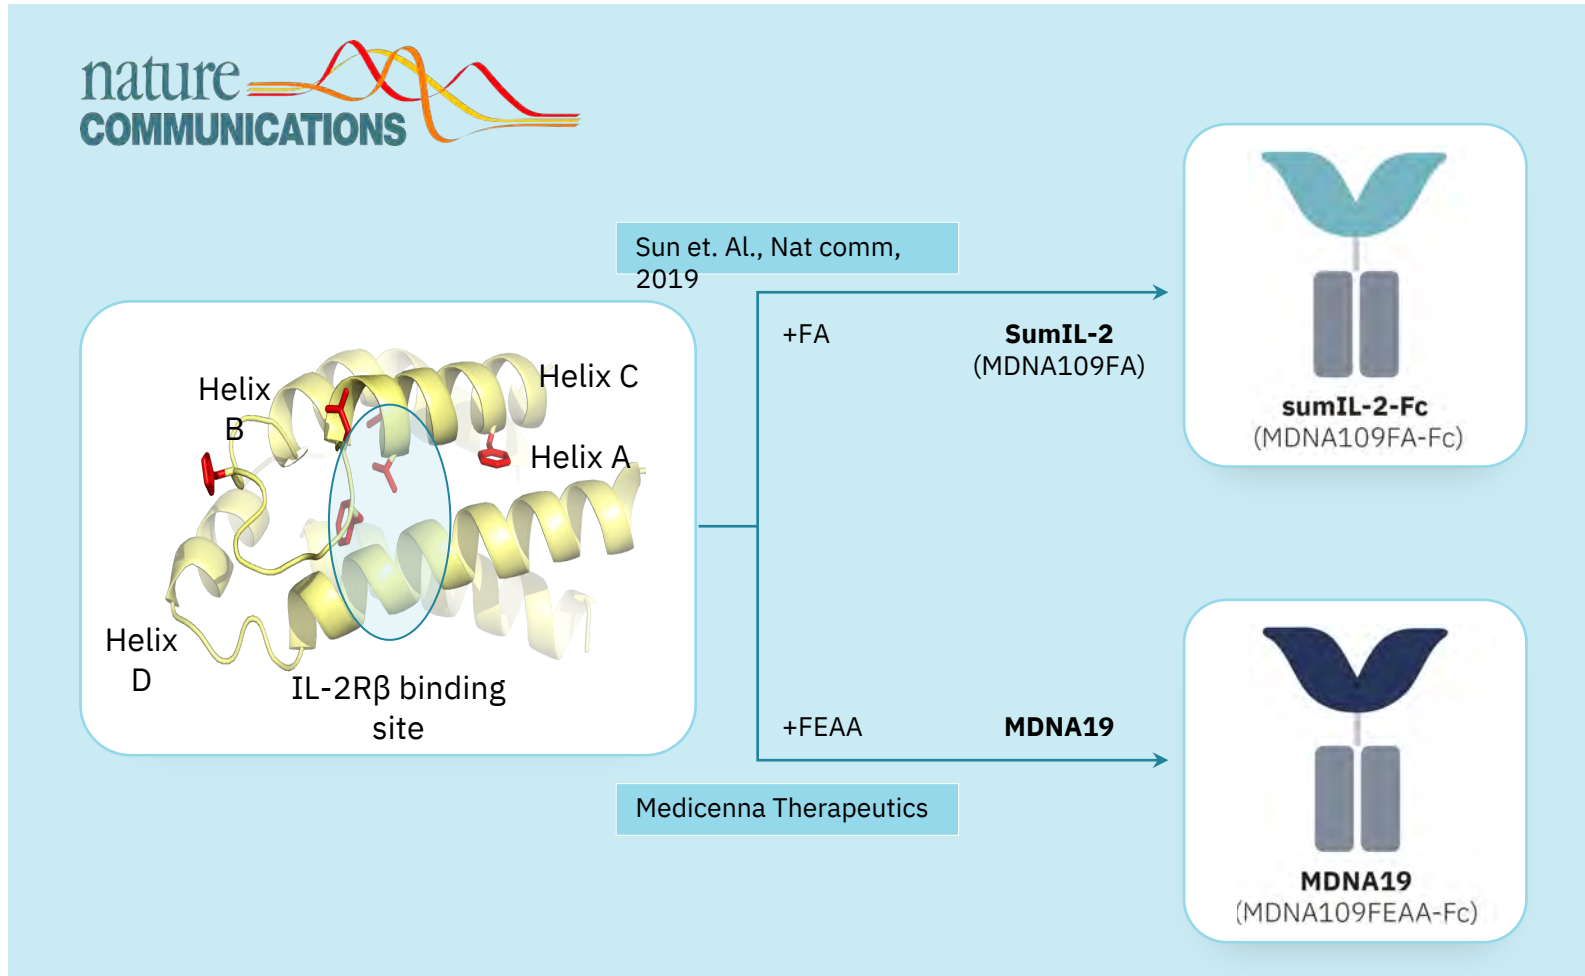 nature
COMMUNICATIONS
Sun et. Al., Nat comm,
2019
+FA
SumIL-2
(MDNA109FA)
sumIL-2-Fc
(MDNA109FA-Fc)
Helix
B
Helix C
Helix A
Helix
D
IL-2Rβ binding
site
+FEAA
MDNA19
Medicenna Therapeutics
MDNA19
(MDNA109FEAA-Fc)